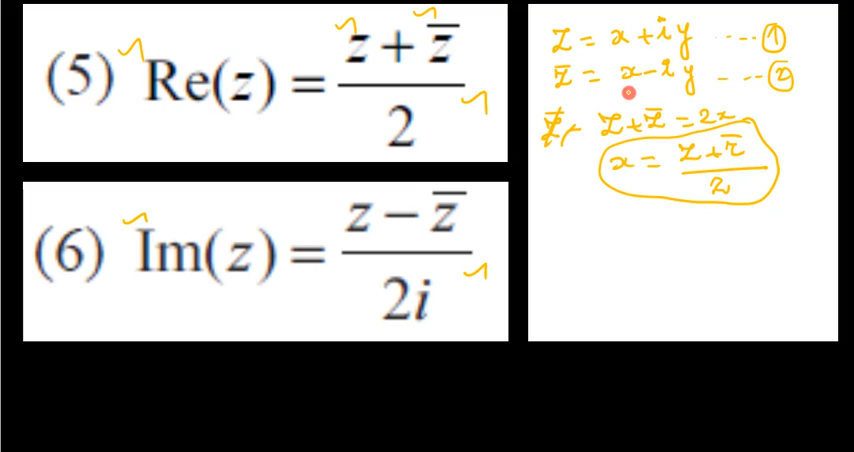 (5) Re(z) = (z + z̄)/2
(6) Im(z) = (z − z̄)/2i
z = x + iy ---- ①
z̄ = x − iy ---- ②
z + z̄ = 2x
x = (z + z̄)/2